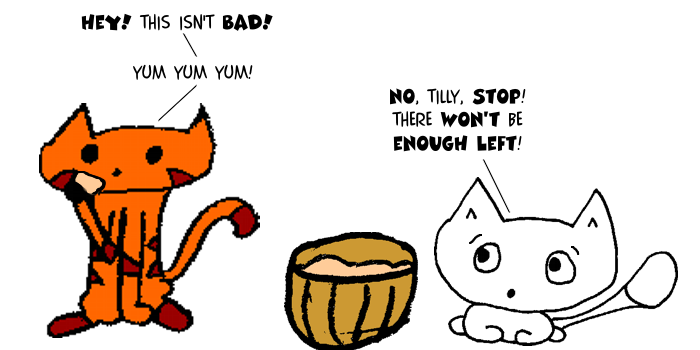 HEY! THIS ISN'T BAD!
YUM YUM YUM!
NO, TILLY, STOP!
THERE WON'T BE
ENOUGH LEFT!